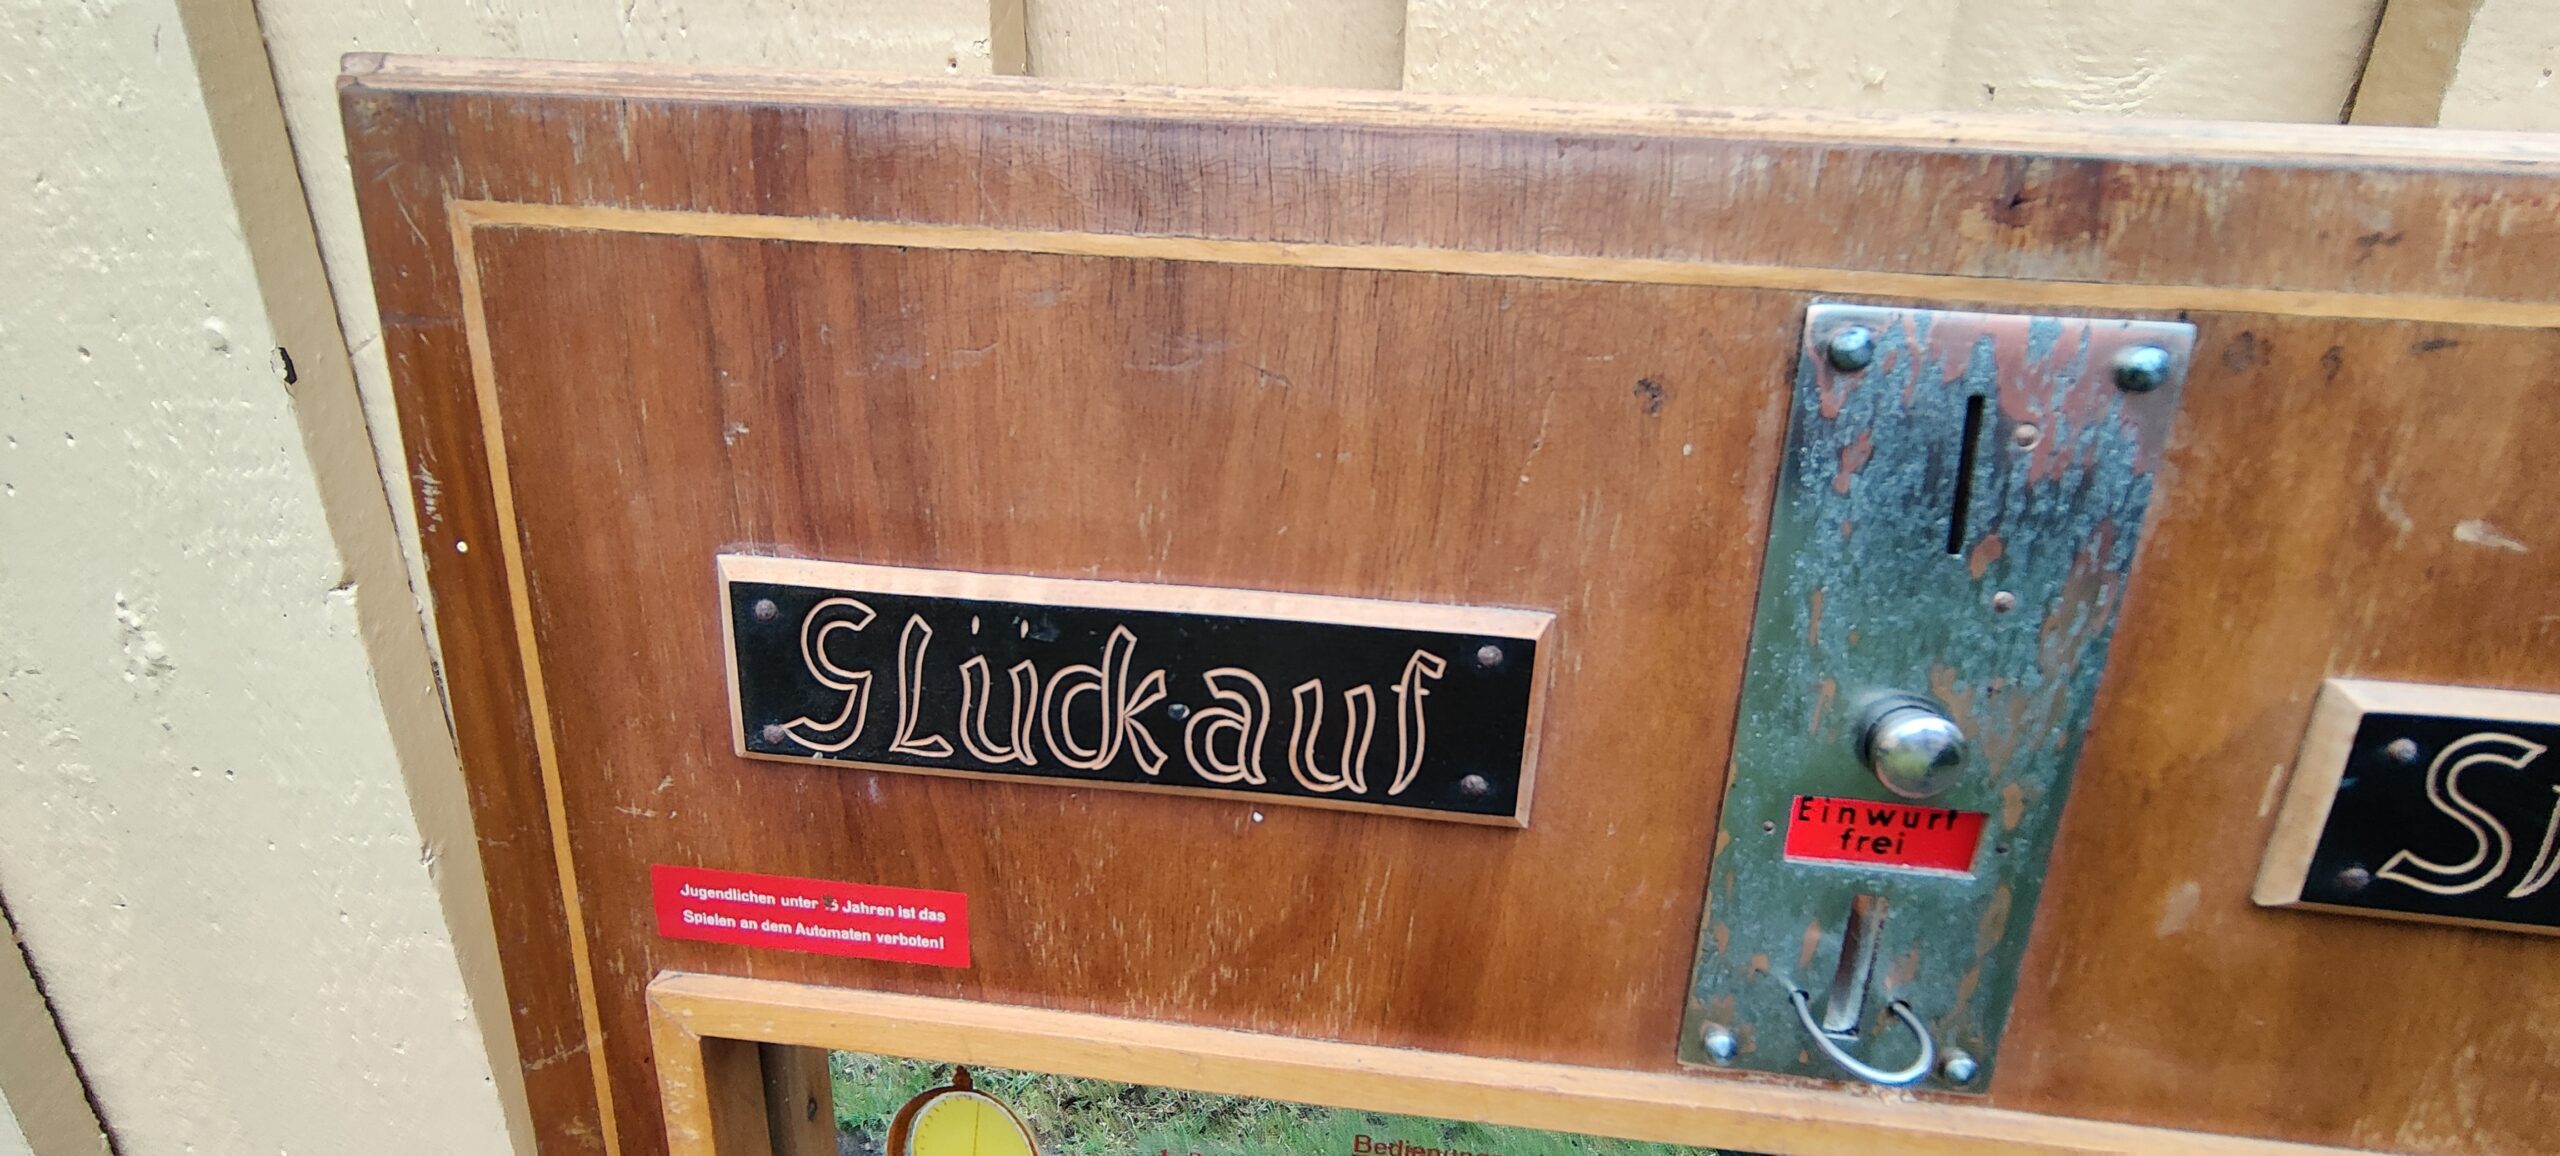 Glückauf
Einwurf
frei
Jugendlichen unter Jahren ist das
Spielen an dem Automaten verboten!